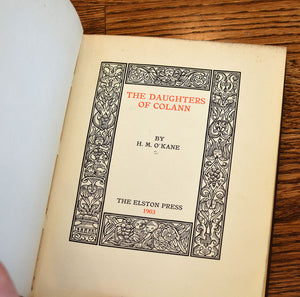 THE DAUGHTERS
OF COLANN
BY
H. M. O'KANE
THE ELSTON PRESS
1903